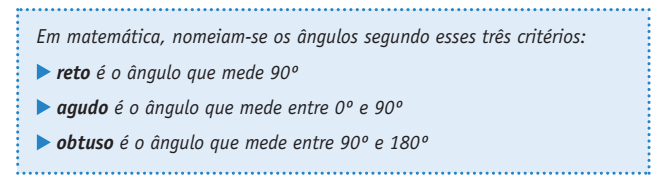 Em matemática, nomeiam-se os ângulos segundo esses três critérios:
▶ reto é o ângulo que mede 90º
▶ agudo é o ângulo que mede entre 0º e 90º
▶ obtuso é o ângulo que mede entre 90º e 180º